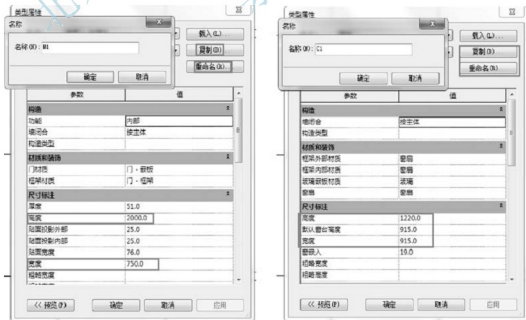 类型属性
名称
名称(N): M1
确定 取消
载入(L)...
复制(D)...
重命名(R)...
参数 值
构造
功能 内部
墙闭合 按主体
构造类型
材质和装饰
门材质 门 - 嵌板
框架材质 门 - 框架
尺寸标注
厚度 51.0
高度 2000.0
贴面投影外部 25.0
贴面投影内部 25.0
贴面宽度 76.0
宽度 750.0
粗略宽度
<< 预览(P) 确定 取消 应用
类型属性
名称
名称(N): C1
确定 取消
载入(L)...
复制(D)...
重命名(R)...
参数 值
构造
墙闭合 按主体
构造类型
材质和装饰
框架外部材质 窗扇
框架内部材质 窗扇
玻璃嵌板材质 玻璃
窗扇 窗扇
尺寸标注
高度 1220.0
默认窗台高度 915.0
宽度 915.0
窗嵌入 19.0
粗略宽度
粗略高度
<< 预览(P) 确定 取消 应用